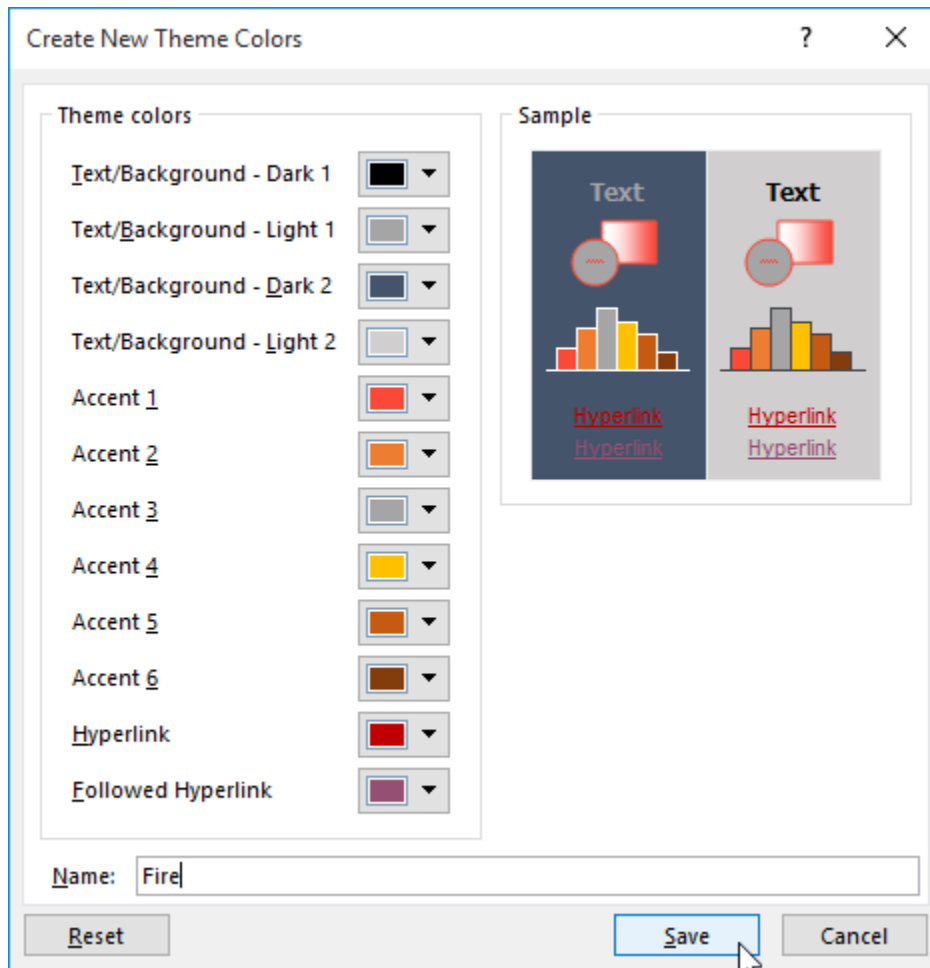 Create New Theme Colors
?
Theme colors
Text/Background - Dark 1
Text/Background - Light 1
Text/Background - Dark 2
Text/Background - Light 2
Accent 1
Accent 2
Accent 3
Accent 4
Accent 5
Accent 6
Hyperlink
Followed Hyperlink
Sample
Text Text
Hyperlink Hyperlink
Hyperlink Hyperlink
Name: Fire
Reset Save Cancel